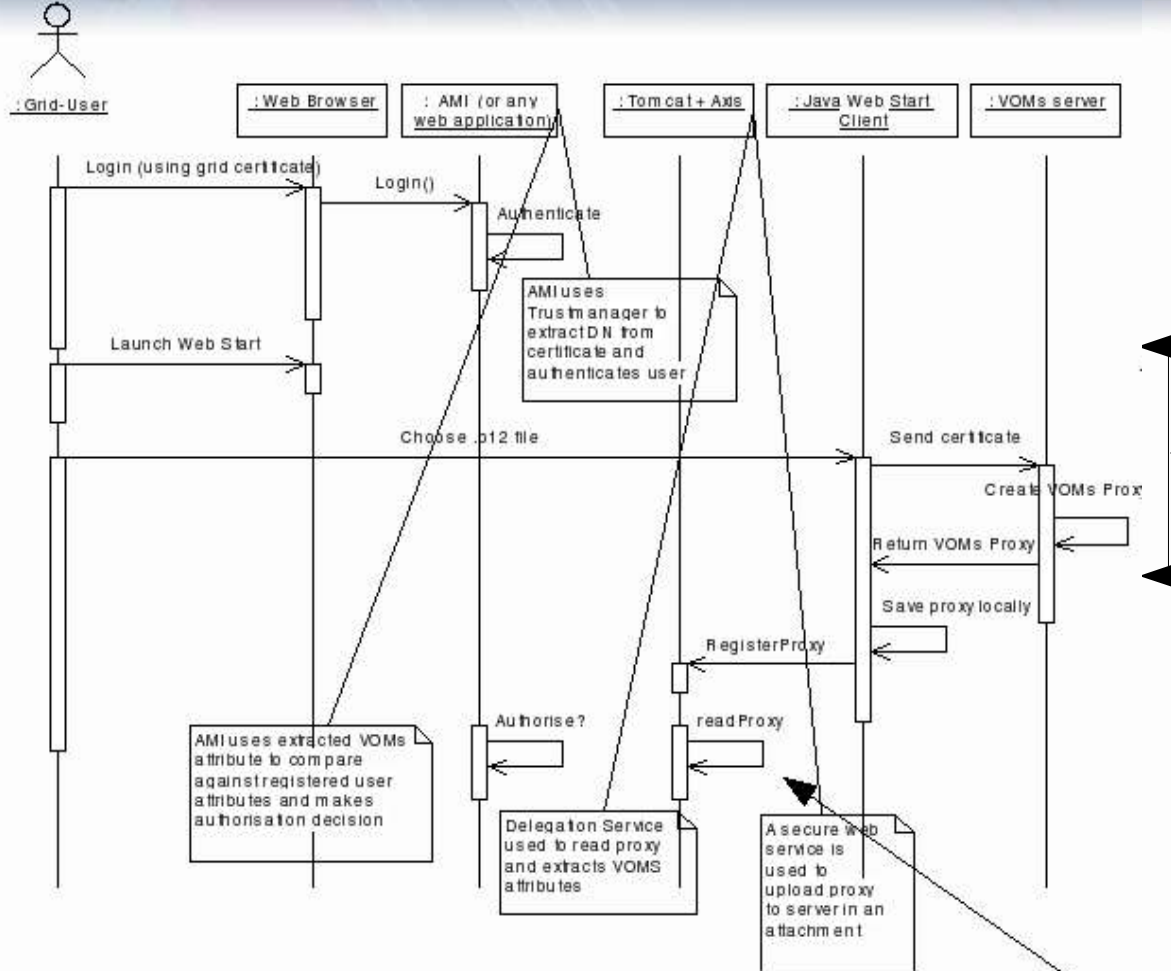 : Grid-User
: Web Browser
: AMI (or any
web application)
: Tomcat + Axis
: Java Web Start
Client
: VOMs server
Login (using grid certificate)
Login()
Authenticate
AMI uses
Trustmanager to
extract DN from
certificate and
authenticates user
Launch Web Start
Choose .p12 file
Send certificate
Create VOMs Proxy
Return VOMs Proxy
Save proxy locally
RegisterProxy
Authorise?
readProxy
AMI uses extracted VOMs
attribute to compare
against registered user
attributes and makes
authorisation decision
Delegation Service
used to read proxy
and extracts VOMS
attributes
A secure web
service is
used to
upload proxy
to server in an
attachment